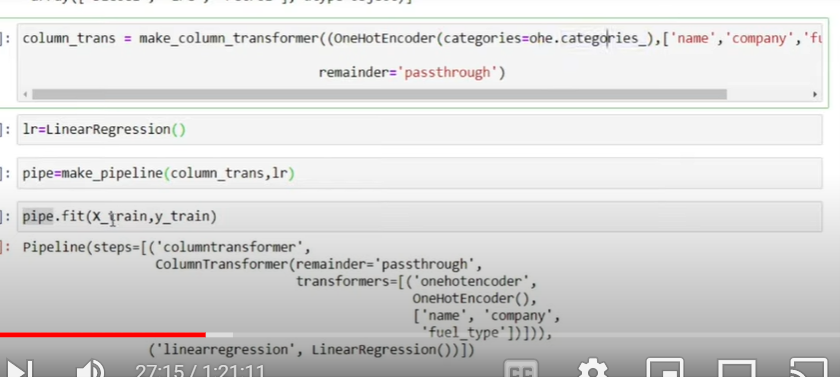 ]: column_trans = make_column_transformer((OneHotEncoder(categories=ohe.categories_),['name','company','fu
remainder='passthrough')
]: lr=LinearRegression()
]: pipe=make_pipeline(column_trans,lr)
]: pipe.fit(X_train,y_train)
]: Pipeline(steps=[('columntransformer',
ColumnTransformer(remainder='passthrough',
transformers=[('onehotencoder',
OneHotEncoder(),
['name', 'company',
'fuel_type'])])),
('linearregression', LinearRegression())])
27:15 / 1:21:11
CC